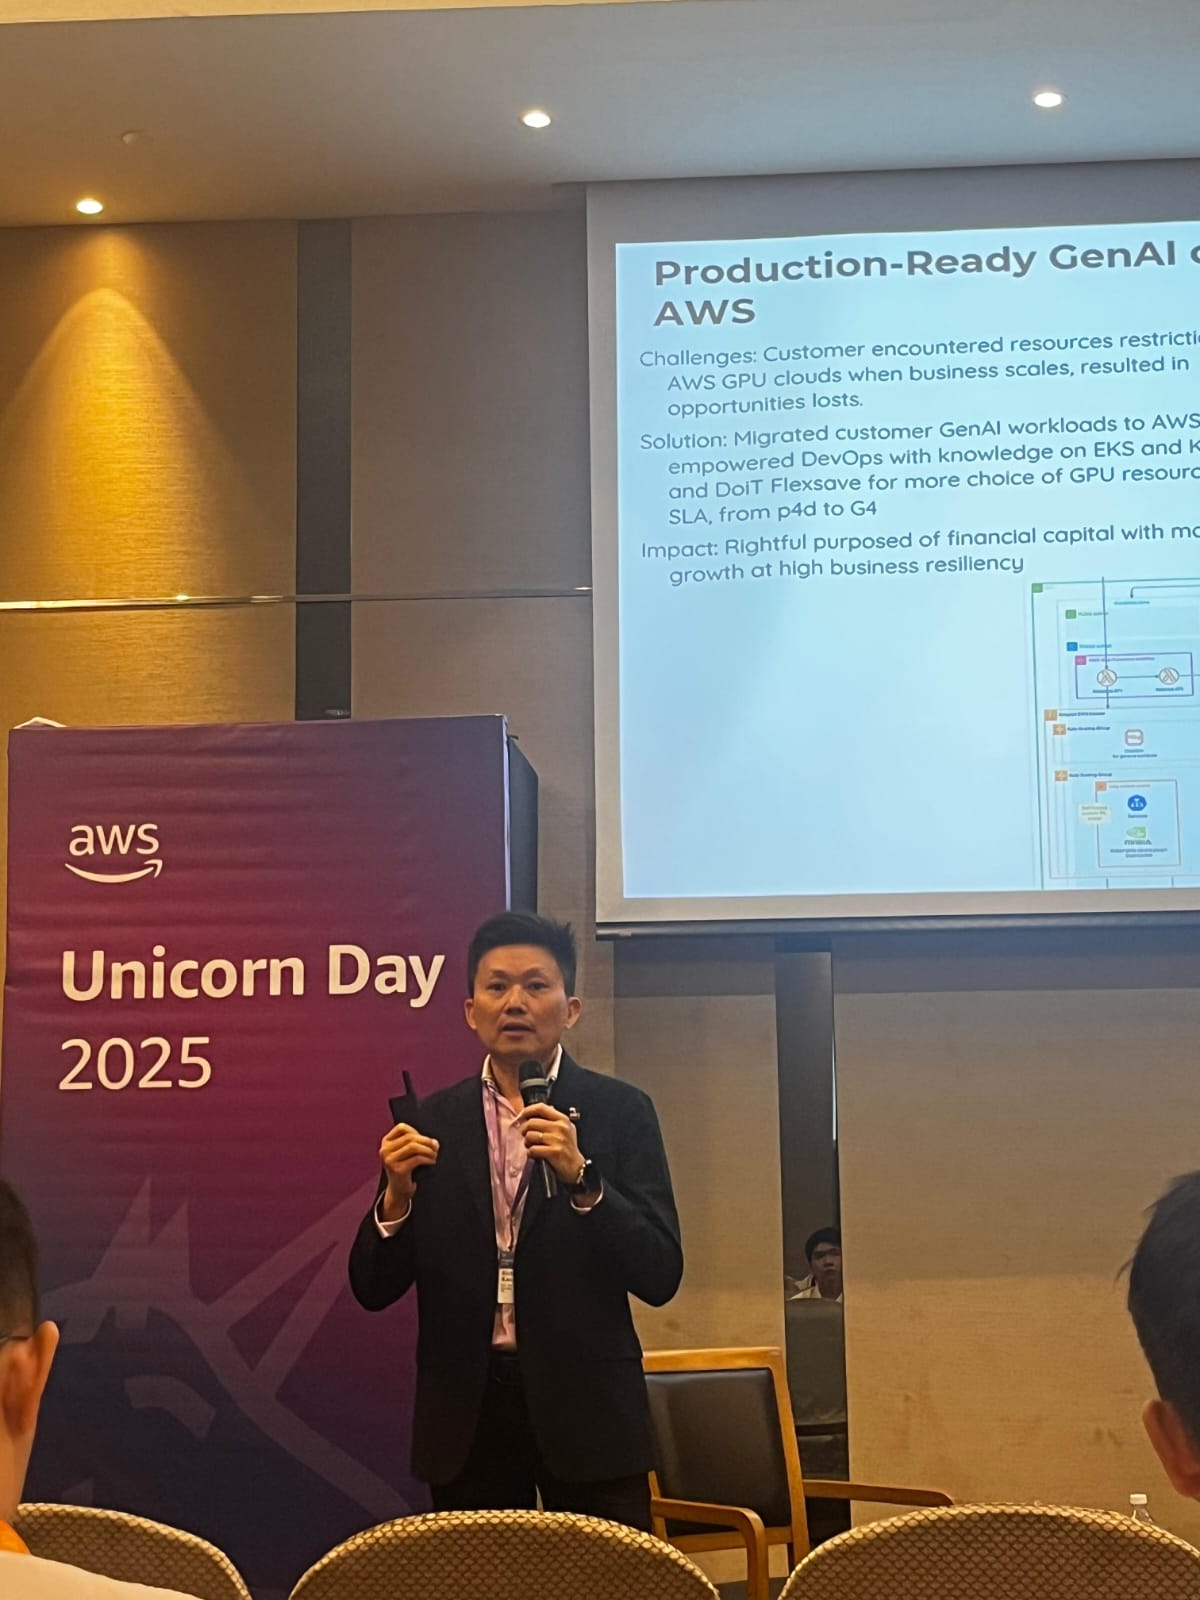 Production-Ready GenAI
AWS
Challenges: Customer encountered resources
AWS GPU clouds when business scales, resulted in
opportunities losts.
Solution: Migrated customer GenAI workloads to AWS
empowered DevOps with knowledge on EKS and
and DoiT Flexsave for more choice of GPU
SLA, from p4d to G4
Impact: Rightful purposed of financial capital with
growth at high business resiliency
NVIDIA
aws
Unicorn Day
2025